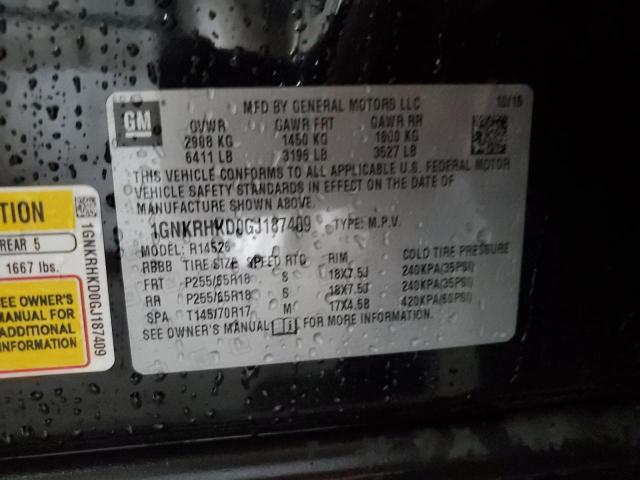 GM
MFD BY GENERAL MOTORS LLC 10/15
GVWR GAWR FRT GAWR RR
2908 KG 1450 KG 1600 KG
6411 LB 3196 LB 3527 LB
THIS VEHICLE CONFORMS TO ALL APPLICABLE U.S. FEDERAL MOTOR
VEHICLE SAFETY STANDARDS IN EFFECT ON THE DATE OF
MANUFACTURE SHOWN ABOVE.
1GNKRHKD0GJ187409 TYPE: M.P.V.
MODEL: R14526
RBBB TIRE SIZE SPEED RTG RIM COLD TIRE PRESSURE
FRT P255/65R18 S 18X7.5J 240KPA(35PSI)
RR P255/65R18 S 18X7.5J 240KPA(35PSI)
SPA T145/70R17 M 17X4.5B 420KPA(60PSI)
SEE OWNER'S MANUAL FOR MORE INFORMATION.
TION
REAR 5
1667 lbs.
SEE OWNER'S
MANUAL FOR
ADDITIONAL
INFORMATION
1GNKRHKD0GJ187409